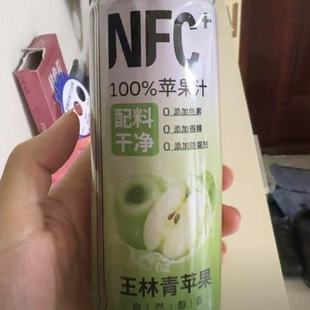 NFC+
100%苹果汁
配料
干净
0 添加色素
0 添加香精
0 添加防腐剂
王林青苹果